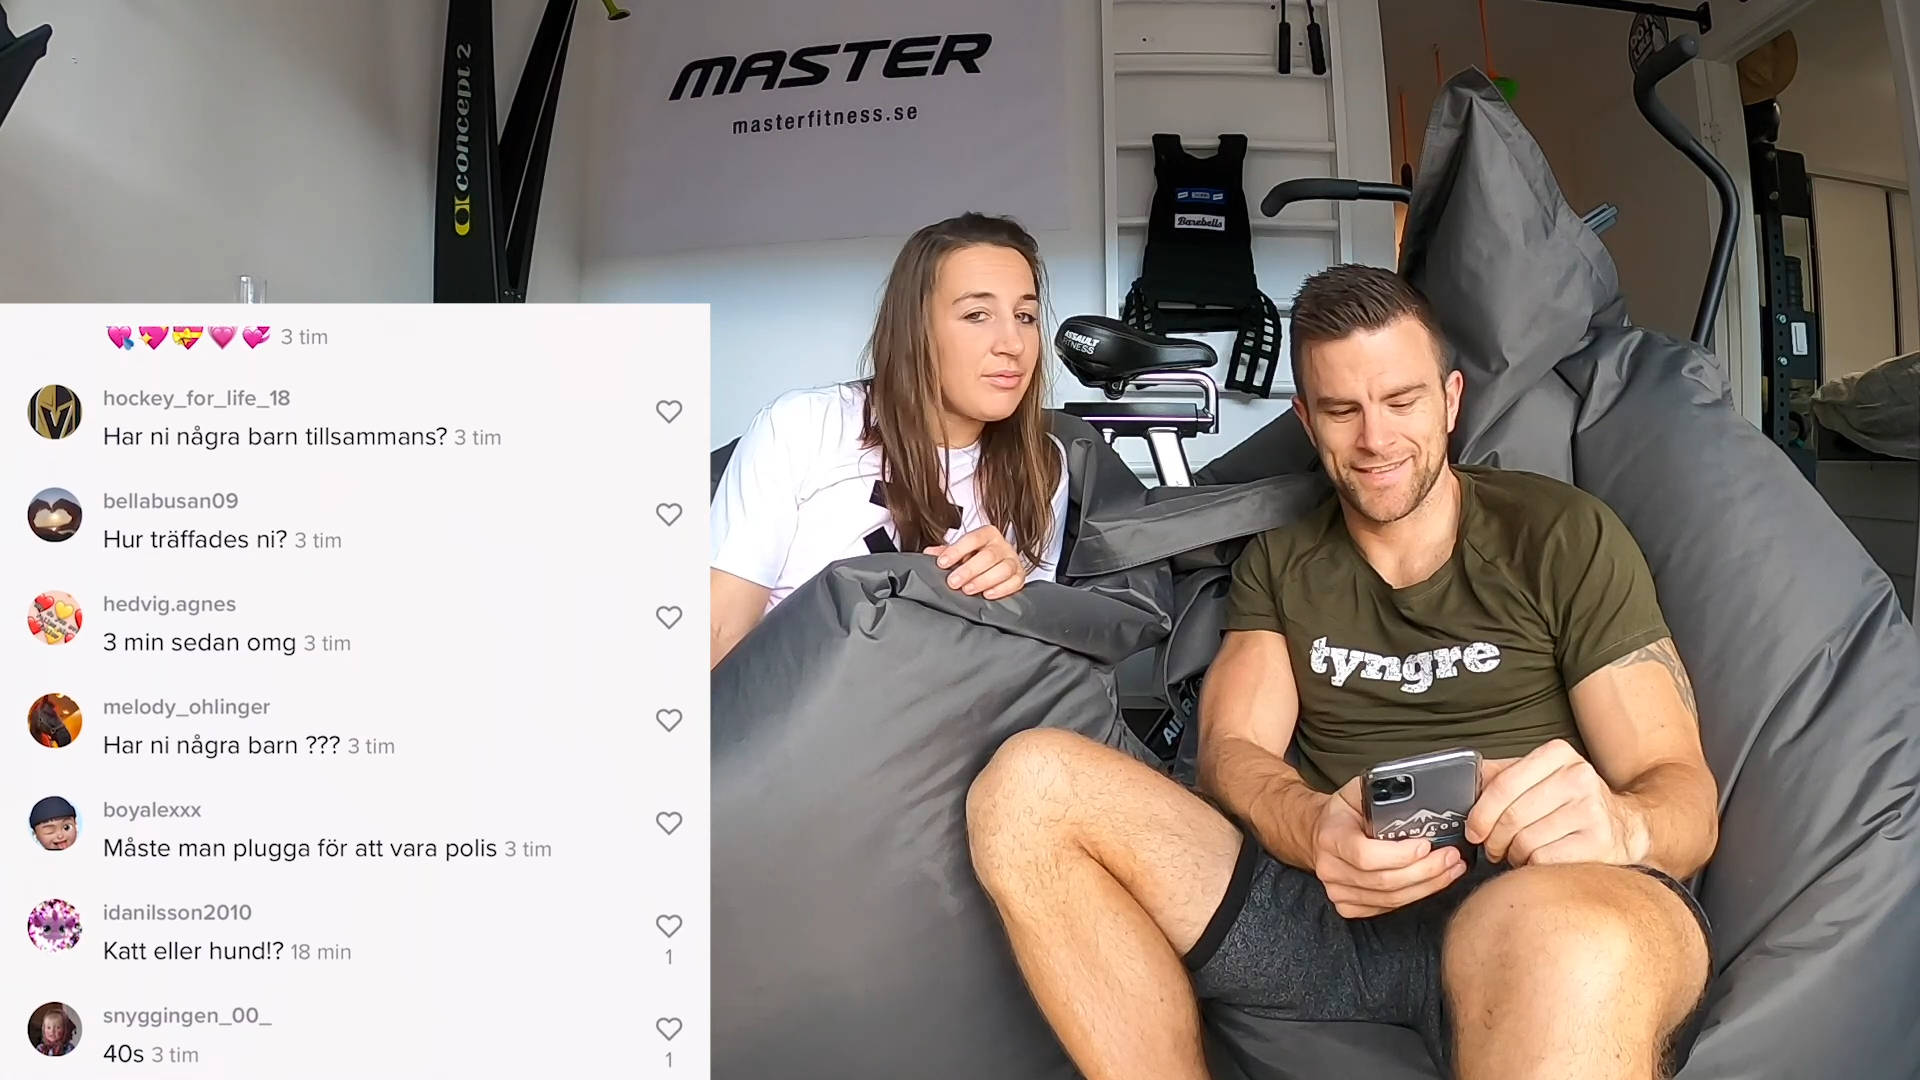 MASTER
masterfitness.se
concept 2
Barebells
ASSAULT
FITNESS
tyngre
TEAM LOS
3 tim
hockey_for_life_18
Har ni några barn tillsammans? 3 tim
bellabusan09
Hur träffades ni? 3 tim
hedvig.agnes
3 min sedan omg 3 tim
melody_ohlinger
Har ni några barn ??? 3 tim
boyalexxx
Måste man plugga för att vara polis 3 tim
idanilsson2010
Katt eller hund!? 18 min
1
snyggingen_00_
40s 3 tim
1